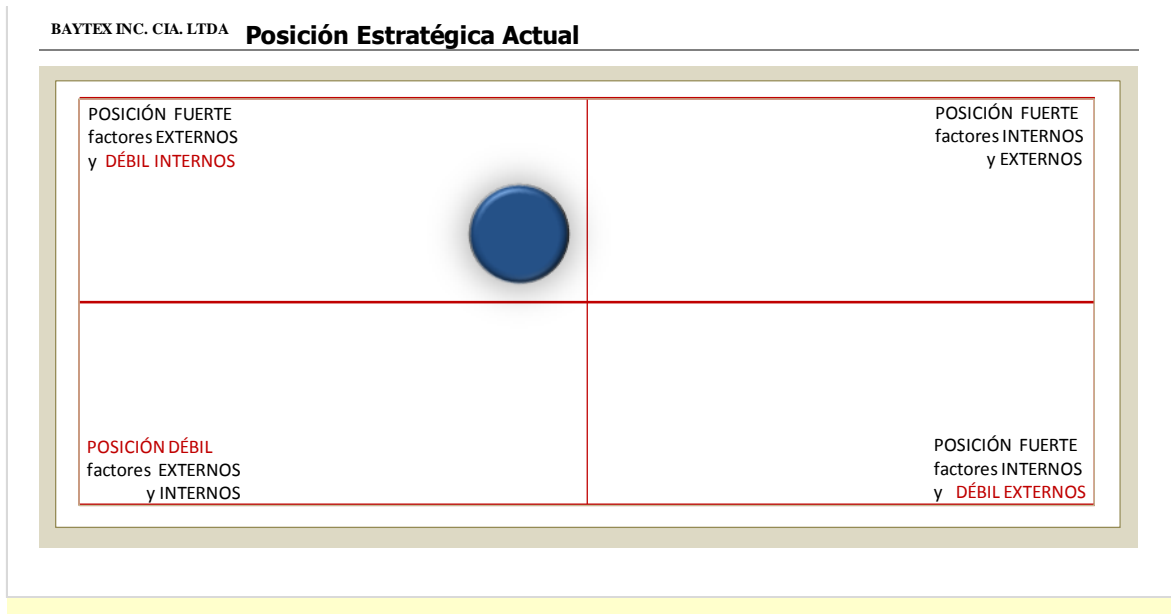 BAYTEX INC. CIA. LTDA Posición Estratégica Actual
POSICIÓN FUERTE
factores EXTERNOS
y DÉBIL INTERNOS
POSICIÓN FUERTE
factores INTERNOS
y EXTERNOS
POSICIÓN DÉBIL
factores EXTERNOS
y INTERNOS
POSICIÓN FUERTE
factores INTERNOS
y DÉBIL EXTERNOS